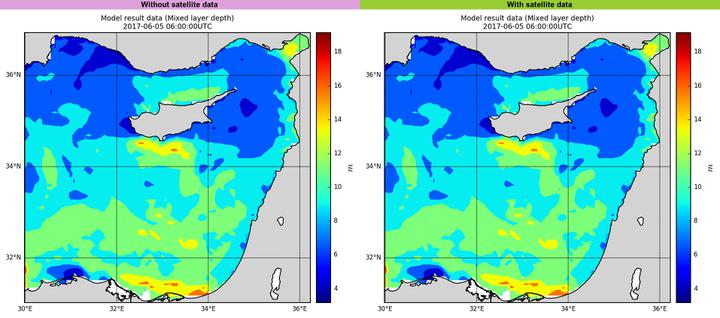 Without satellite data
Model result data (Mixed layer depth)
2017-06-05 06:00:00UTC
36°N
34°N
32°N
30°E
32°E
34°E
36°E
18
16
14
12
10
8
6
4
m
With satellite data
Model result data (Mixed layer depth)
2017-06-05 06:00:00UTC
36°N
34°N
32°N
30°E
32°E
34°E
36°E
18
16
14
12
10
8
6
4
m